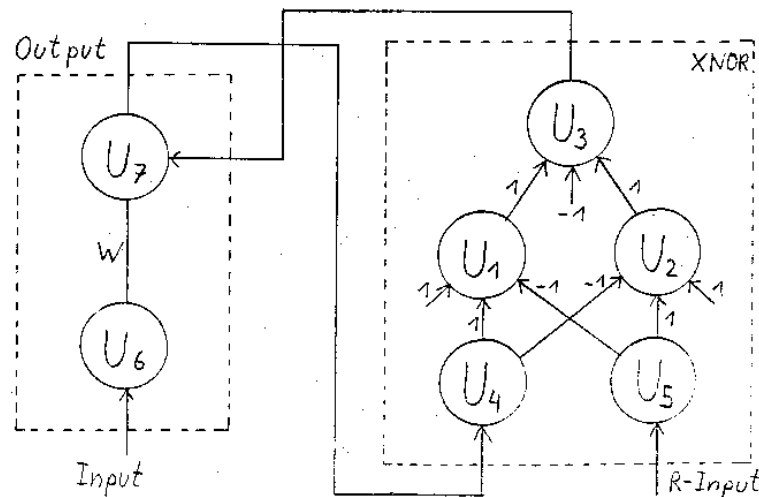 Output
XNOR
U₇
U₃
1
-1
1
W
U₁
U₂
1
-1
-1
1
1
1
U₆
U₄
U₅
Input
R-Input